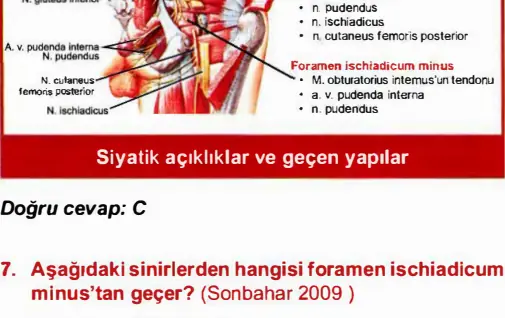 • n. pudendus
• n. ischiadicus
• n. cutaneus femoris posterior
A. v. pudenda interna
N. pudendus
N. cutaneus
femoris posterior
N. ischiadicus
Foramen ischiadicum minus
• M. obturatorius internus'un tendonu
• a. v. pudenda interna
• n. pudendus
Siyatik açıklıklar ve geçen yapılar
Doğru cevap: C
7. Aşağıdaki sinirlerden hangisi foramen ischiadicum
minus'tan geçer? (Sonbahar 2009 )